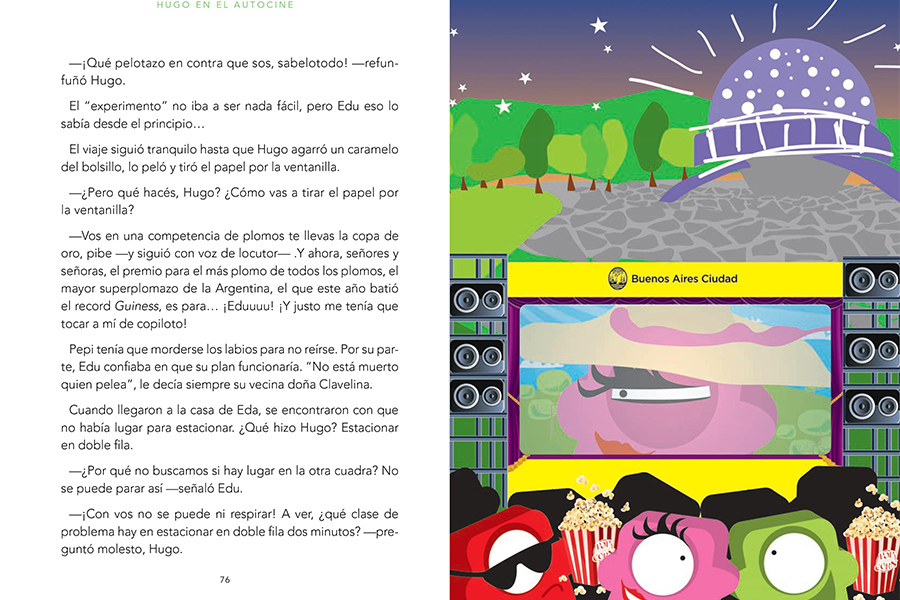 HUGO EN EL AUTOCINE
—¡Qué pelotazo en contra que sos, sabelotodo! —refun-
fuñó Hugo.
El “experimento” no iba a ser nada fácil, pero Edu eso lo
sabía desde el principio…
El viaje siguió tranquilo hasta que Hugo agarró un caramelo
del bolsillo, lo peló y tiró el papel por la ventanilla.
—¿Pero qué hacés, Hugo? ¿Cómo vas a tirar el papel por
la ventanilla?
—Vos en una competencia de plomos te llevas la copa de
oro, pibe —y siguió con voz de locutor— .Y ahora, señores y
señoras, el premio para el más plomo de todos los plomos, el
mayor superplomazo de la Argentina, el que este año batió
el record Guiness, es para… ¡Eduuuu! ¡Y justo me tenía que
tocar a mí de copiloto!
Pepi tenía que morderse los labios para no reírse. Por su par-
te, Edu confiaba en que su plan funcionaría. “No está muerto
quien pelea”, le decía siempre su vecina doña Clavelina.
Cuando llegaron a la casa de Eda, se encontraron con que
no había lugar para estacionar. ¿Qué hizo Hugo? Estacionar
en doble fila.
—¿Por qué no buscamos si hay lugar en la otra cuadra? No
se puede parar así —señaló Edu.
—¡Con vos no se puede ni respirar! A ver, ¿qué clase de
problema hay en estacionar en doble fila dos minutos? —pre-
guntó molesto, Hugo.
76
Buenos Aires Ciudad
POP
CORN
POP
CORN